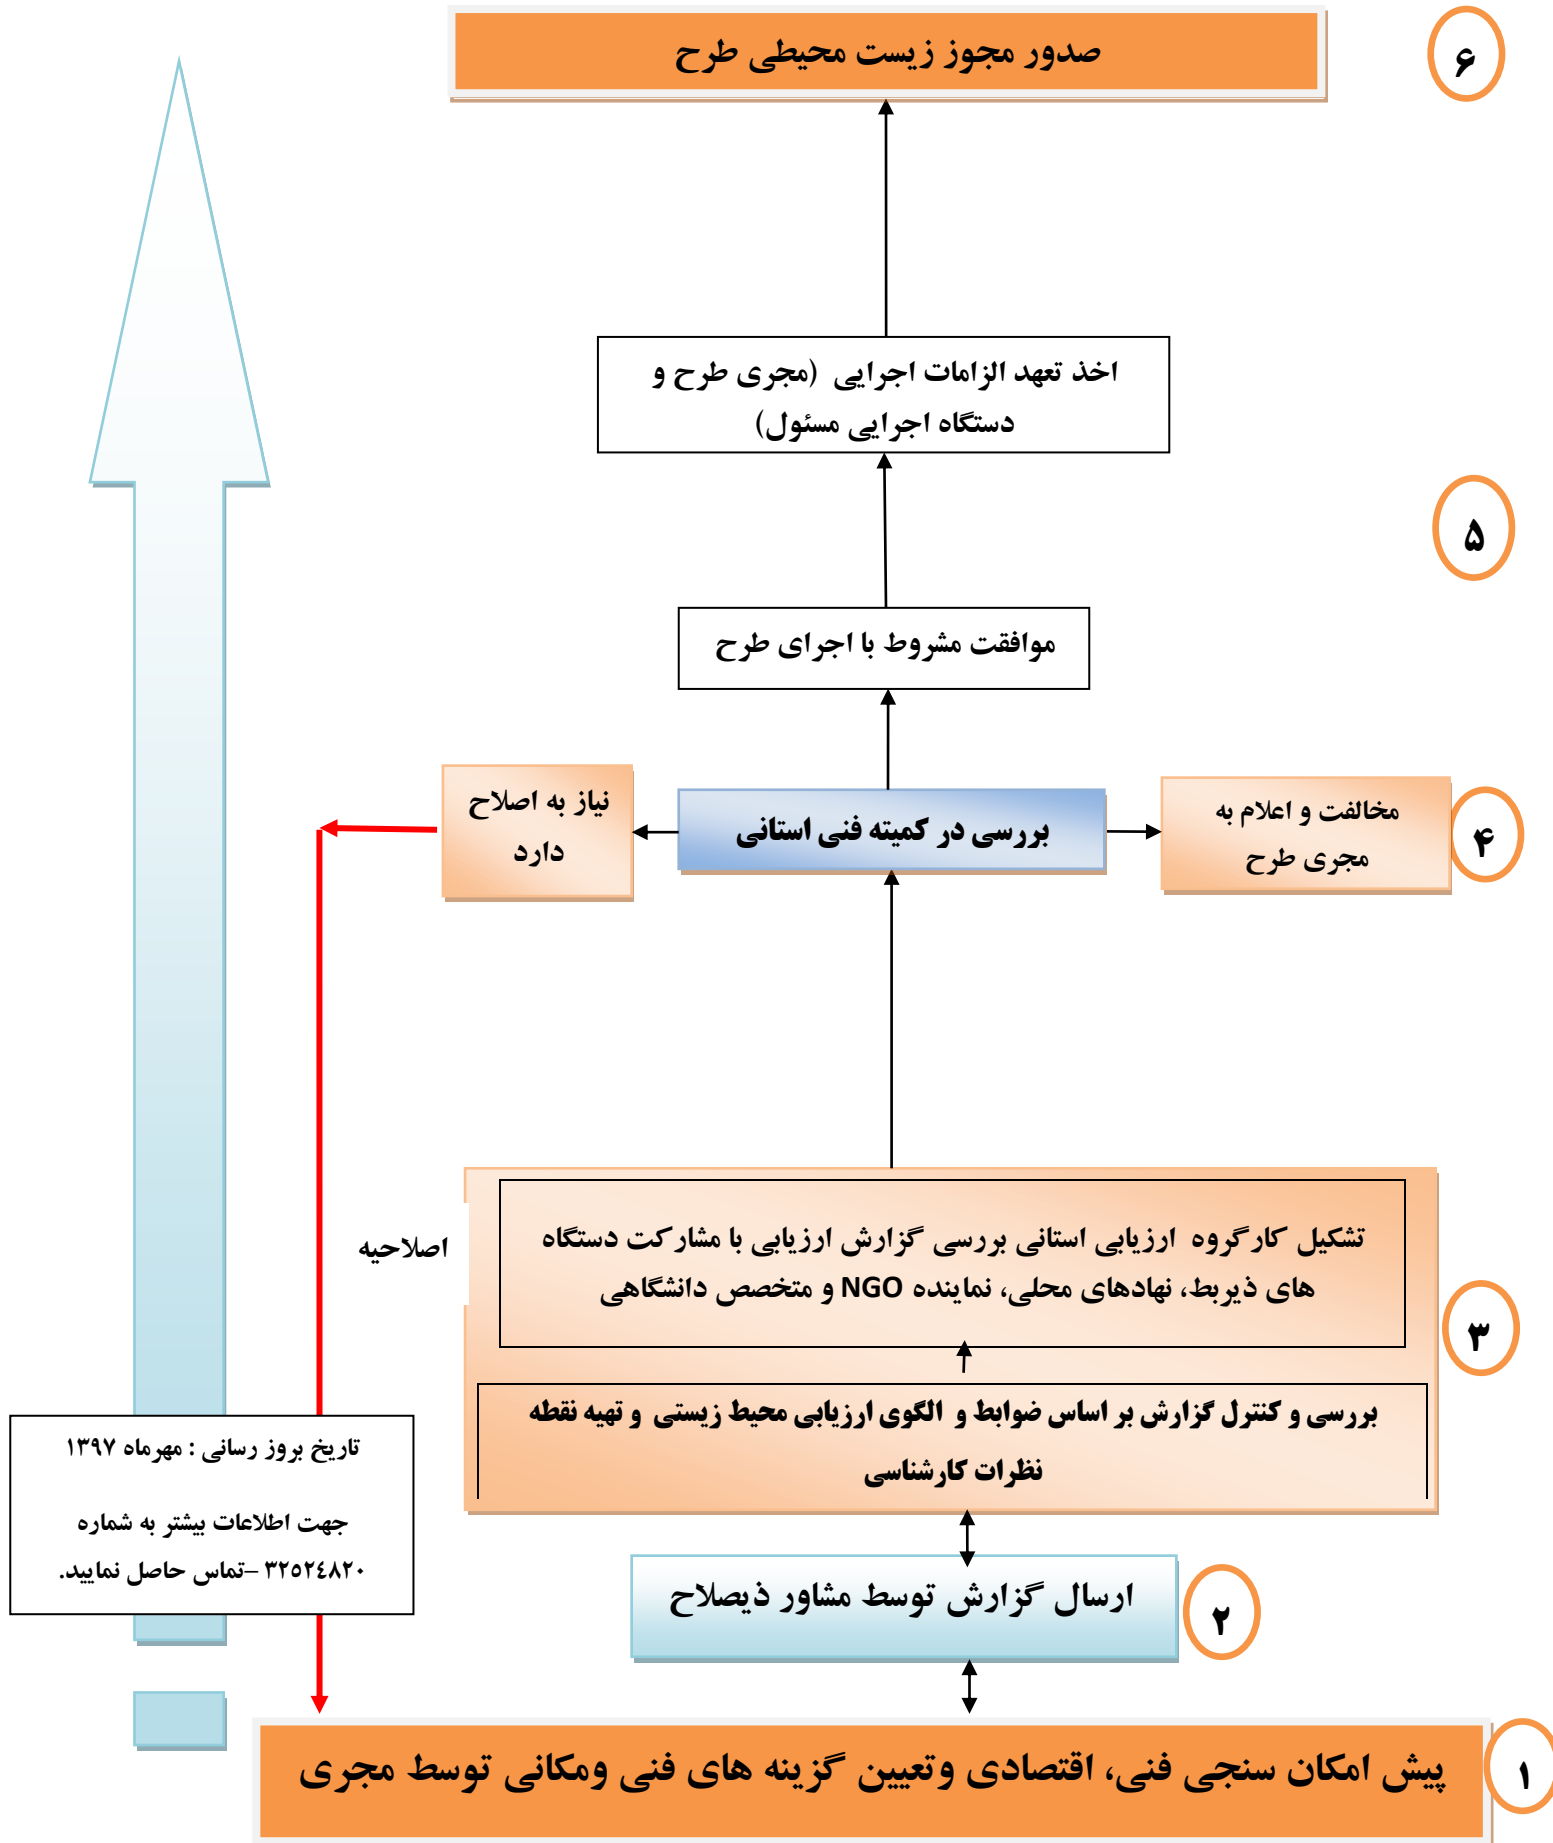 صدور مجوز زیست محیطی طرح
۶
اخذ تعهد الزامات اجرایی (مجری طرح و
دستگاه اجرایی مسئول)
۵
موافقت مشروط با اجرای طرح
مخالفت و اعلام به
مجری طرح
۴
بررسی در کمیته فنی استانی
نیاز به اصلاح
دارد
تشکیل کارگروه ارزیابی استانی بررسی گزارش ارزیابی با مشارکت دستگاه
های ذیربط، نهادهای محلی، نماینده NGO و متخصص دانشگاهی
اصلاحیه
۳
بررسی و کنترل گزارش بر اساس ضوابط و الگوی ارزیابی محیط زیستی و تهیه نقطه
نظرات کارشناسی
تاریخ بروز رسانی : مهرماه ۱۳۹۷
جهت اطلاعات بیشتر به شماره
۳۲۵۲٤۸۲۰ –تماس حاصل نمایید.
ارسال گزارش توسط مشاور ذیصلاح
۲
پیش امکان سنجی فنی، اقتصادی وتعیین گزینه های فنی ومکانی توسط مجری
۱